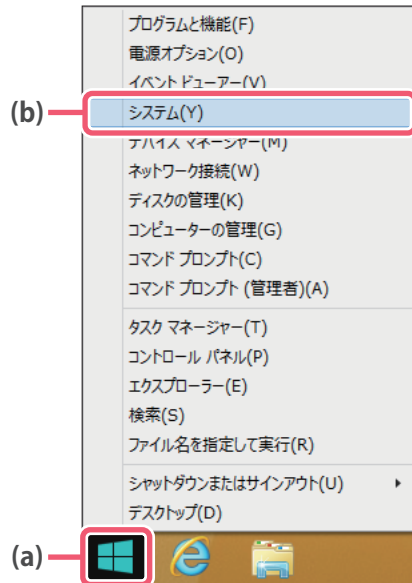 プログラムと機能(F)
電源オプション(O)
イベント ビューアー(V)
(b)
システム(Y)
デバイス マネージャー(M)
ネットワーク接続(W)
ディスクの管理(K)
コンピューターの管理(G)
コマンド プロンプト(C)
コマンド プロンプト (管理者)(A)
タスク マネージャー(T)
コントロール パネル(P)
エクスプローラー(E)
検索(S)
ファイル名を指定して実行(R)
シャットダウンまたはサインアウト(U)
デスクトップ(D)
(a)